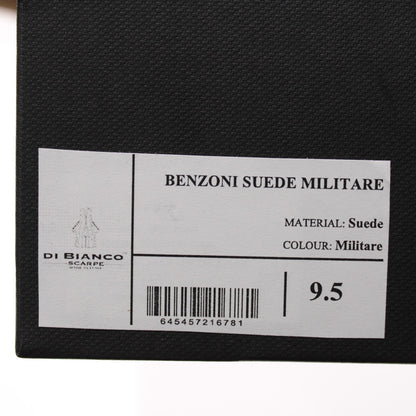 BENZONI SUEDE MILITARE
MATERIAL: Suede
COLOUR: Militare
DI BIANCO
SCARPE
9.5
645457216781